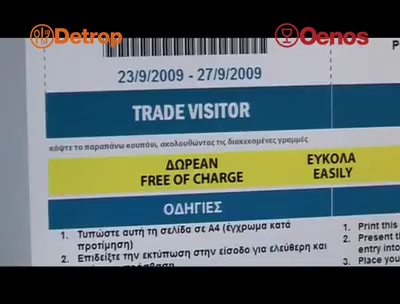 Detrop Oenos
23/9/2009 - 27/9/2009
TRADE VISITOR
κόψτε το παραπάνω κουπόνι, ακολουθώντας τις διακεκομένες γραμμές
ΔΩΡΕΑΝ ΕΥΚΟΛΑ
FREE OF CHARGE EASILY
ΟΔΗΓΙΕΣ
1. Τυπώστε αυτή τη σελίδα σε Α4 (έγχρωμα κατά 1. Print this
προτίμηση) 2. Present th
2. Επιδείξτε την εκτύπωση στην είσοδο για ελεύθερη και entry into
3. Place you